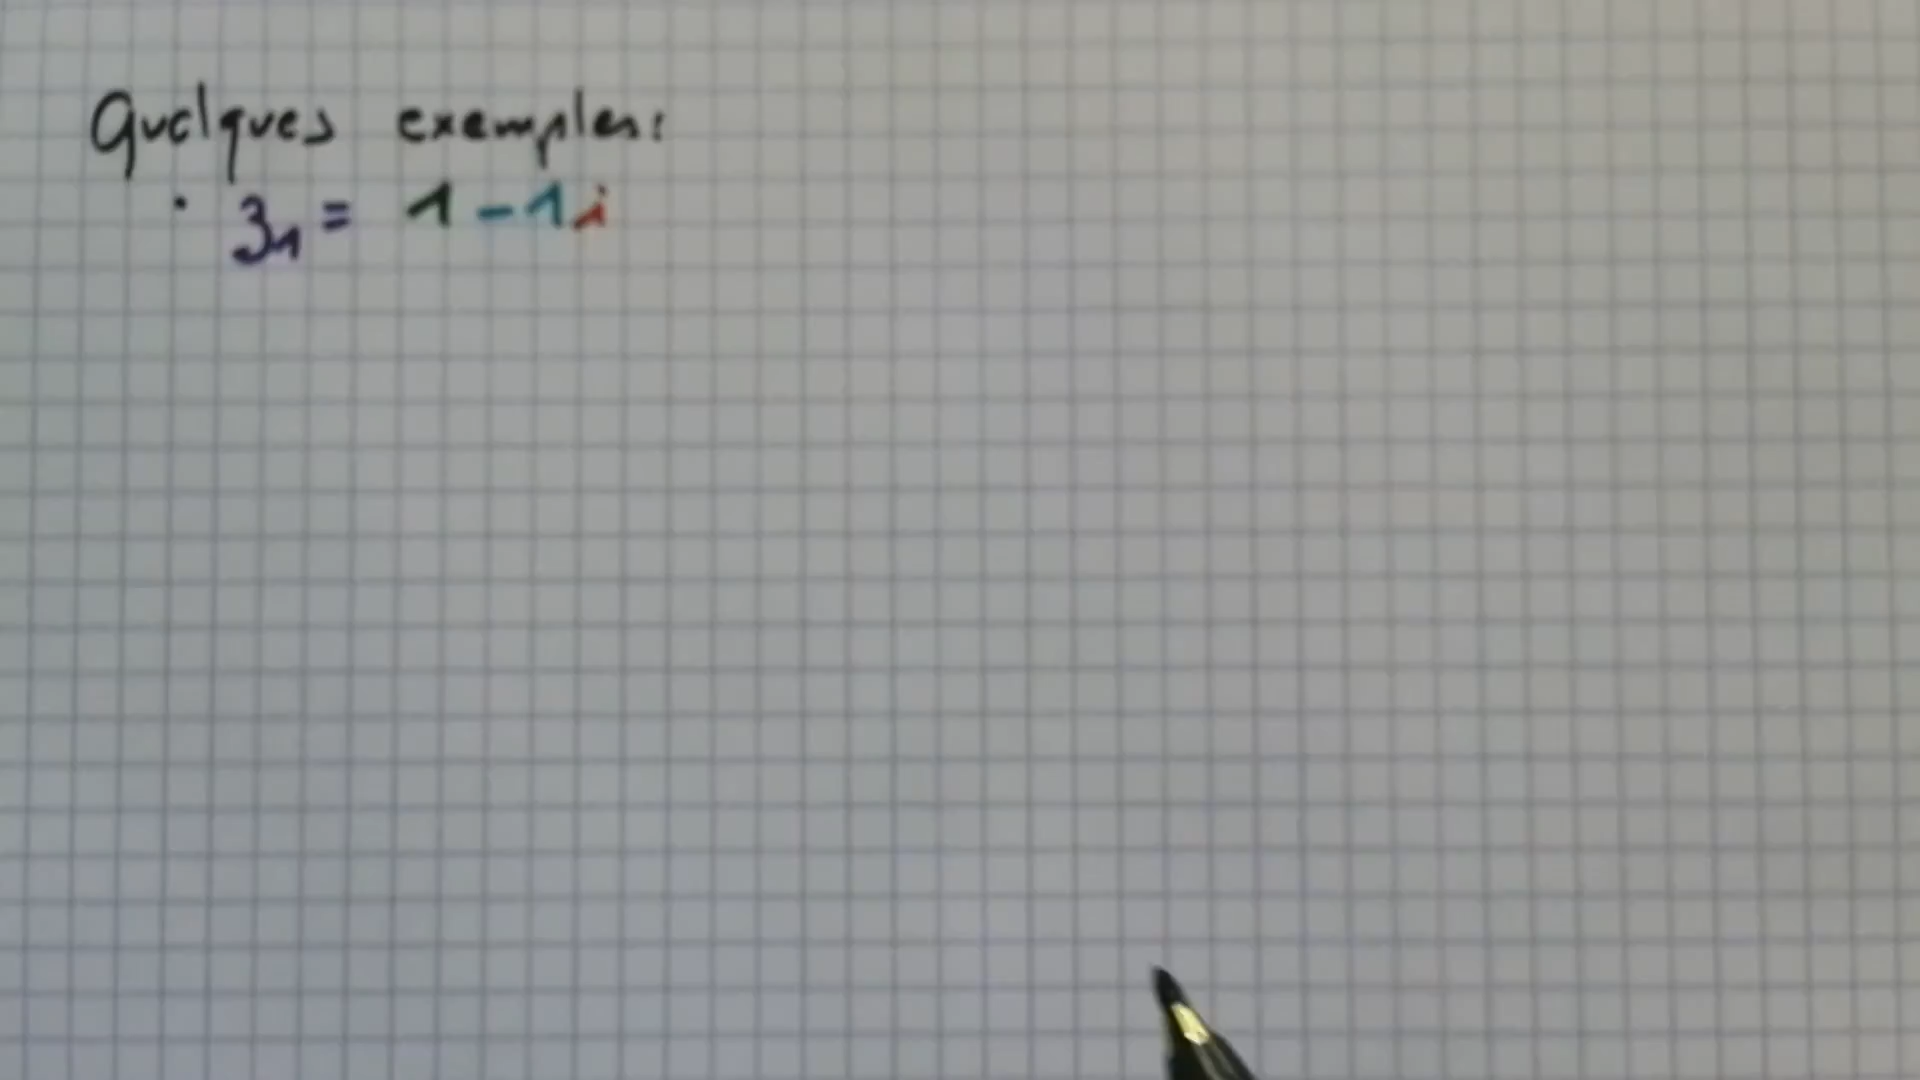 Quelques exemples:
• z₁ = 1 - 1i